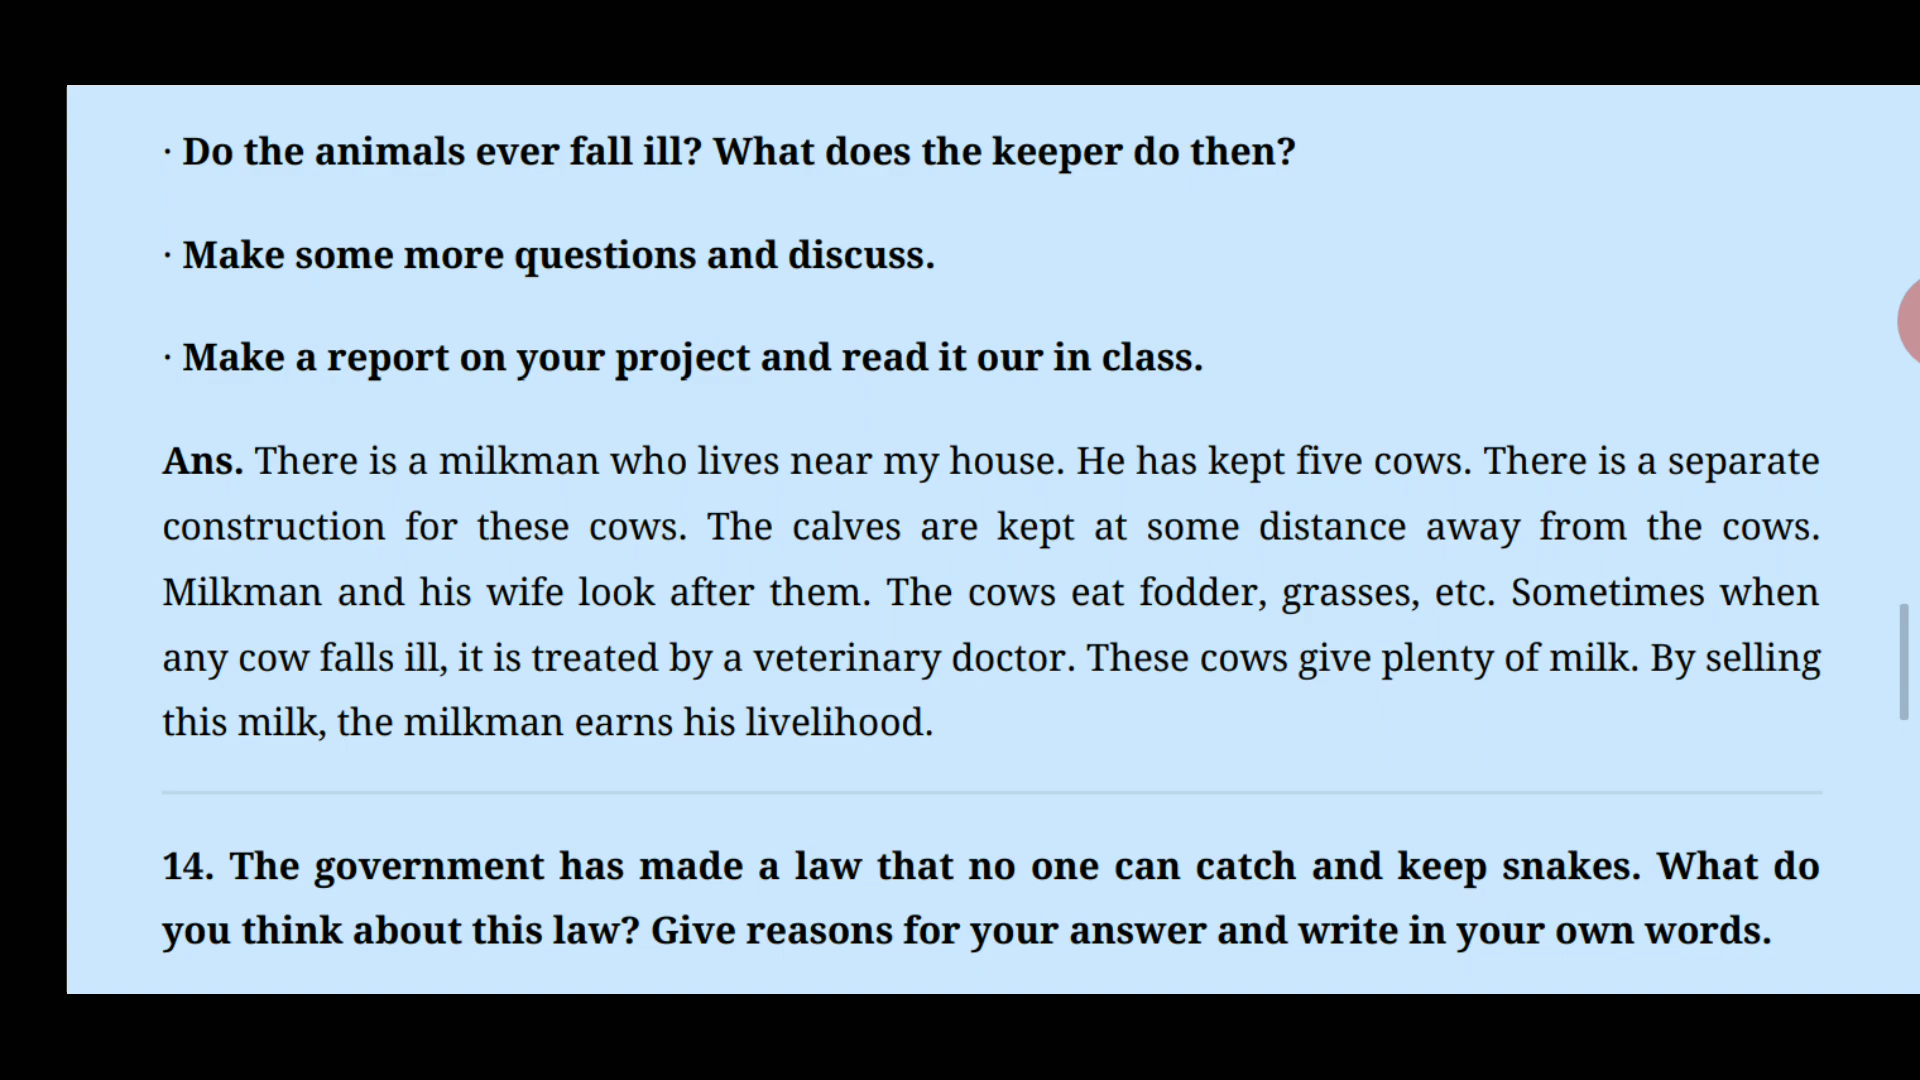 · Do the animals ever fall ill? What does the keeper do then?
· Make some more questions and discuss.
· Make a report on your project and read it our in class.
Ans. There is a milkman who lives near my house. He has kept five cows. There is a separate
construction for these cows. The calves are kept at some distance away from the cows.
Milkman and his wife look after them. The cows eat fodder, grasses, etc. Sometimes when
any cow falls ill, it is treated by a veterinary doctor. These cows give plenty of milk. By selling
this milk, the milkman earns his livelihood.
14. The government has made a law that no one can catch and keep snakes. What do
you think about this law? Give reasons for your answer and write in your own words.